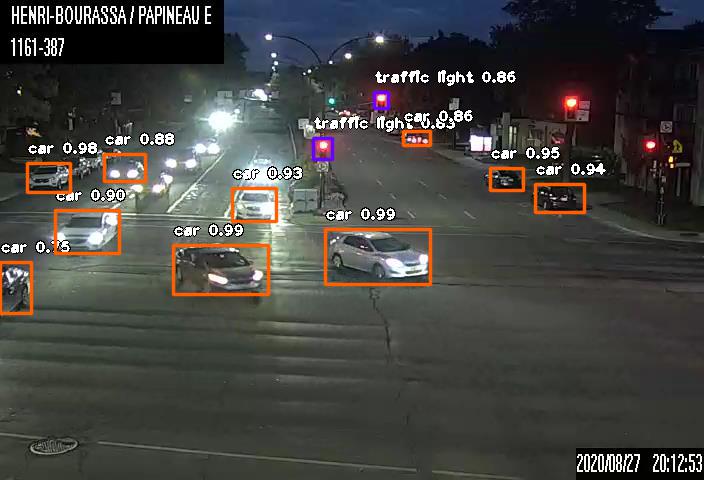 HENRI-BOURASSA / PAPINEAU E
1161-387
traffic light 0.86
car 0.86
traffic light 0.83
car 0.98
car 0.88
car 0.95
car 0.94
car 0.93
car 0.90
car 0.99
car 0.99
car 0.75
2020/08/27 20:12:53